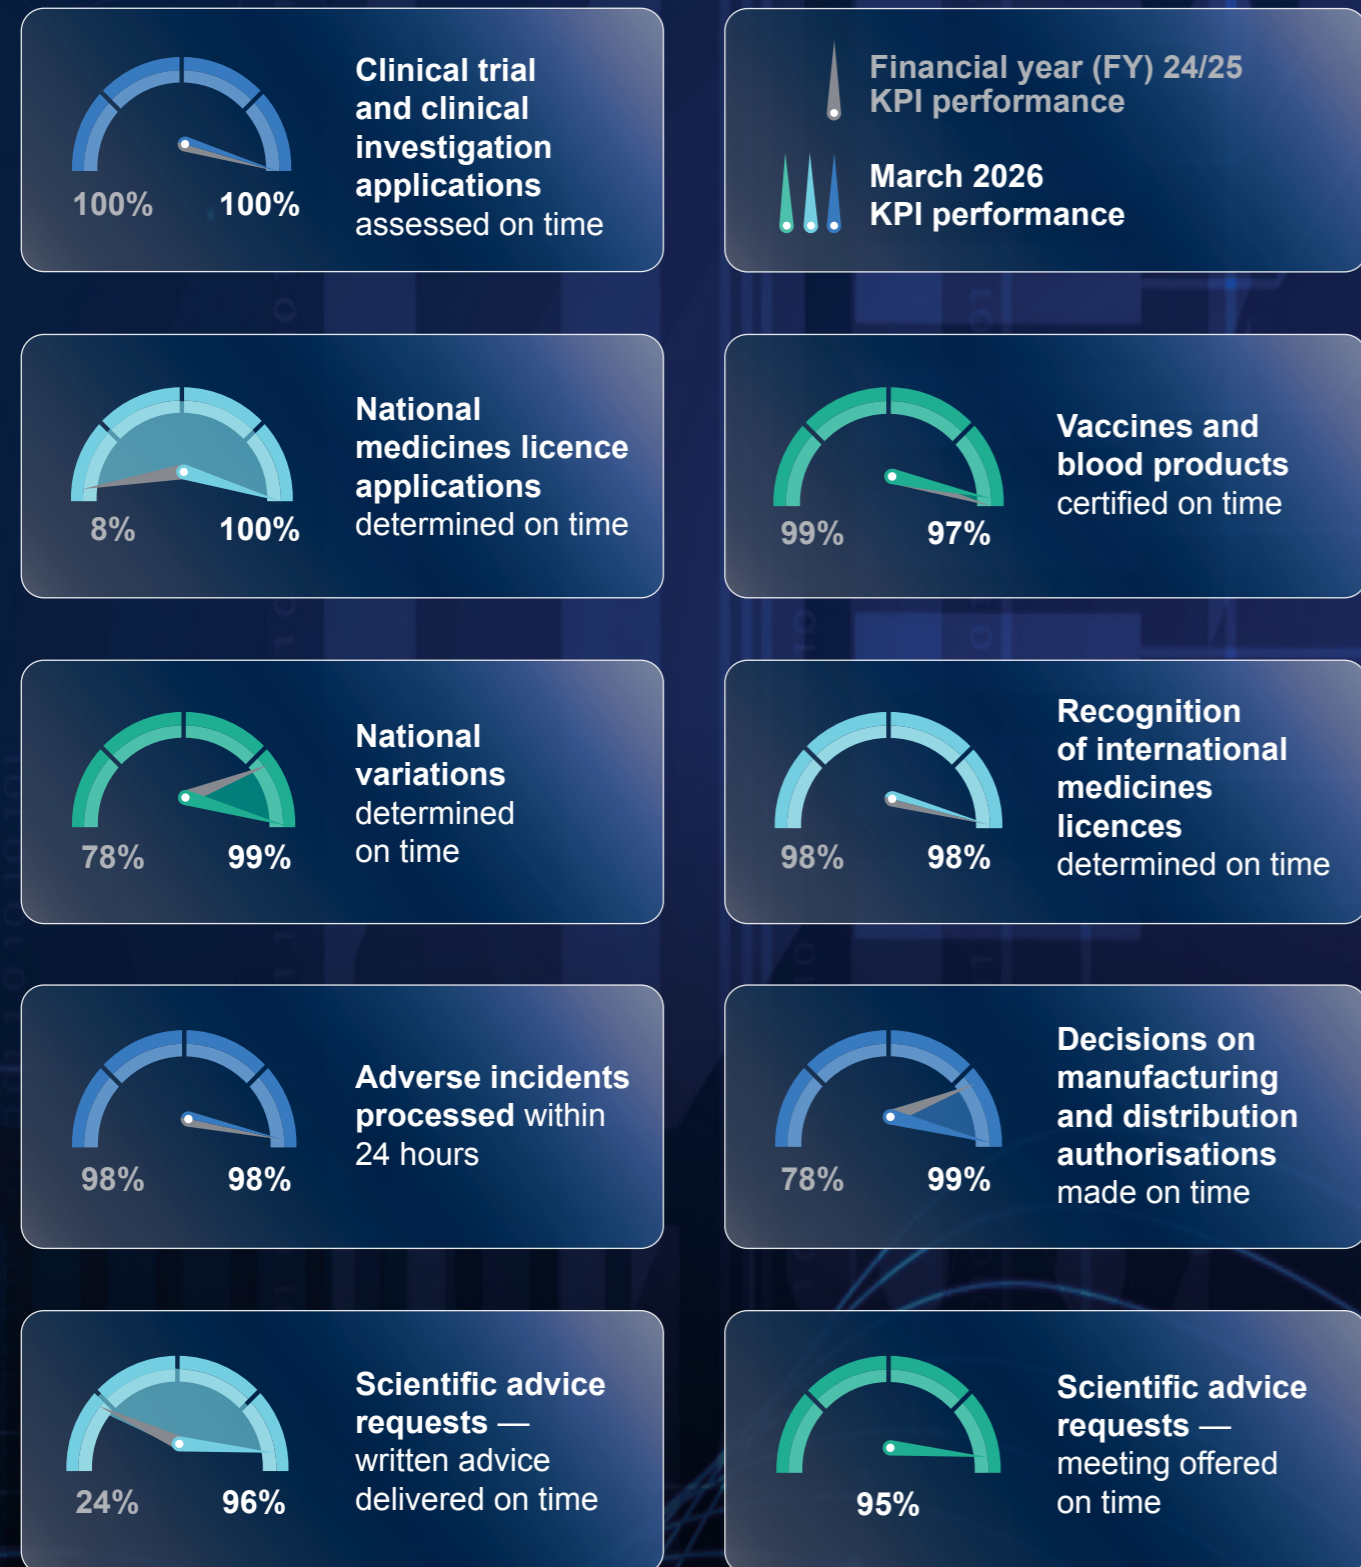 Clinical trial
and clinical
investigation
applications
assessed on time
100% 100%
Financial year (FY) 24/25
KPI performance
March 2026
KPI performance
National
medicines licence
applications
determined on time
8% 100%
Vaccines and
blood products
certified on time
99% 97%
National
variations
determined
on time
78% 99%
Recognition
of international
medicines
licences
determined on time
98% 98%
Adverse incidents
processed within
24 hours
98% 98%
Decisions on
manufacturing
and distribution
authorisations
made on time
78% 99%
Scientific advice
requests —
written advice
delivered on time
24% 96%
Scientific advice
requests —
meeting offered
on time
95%